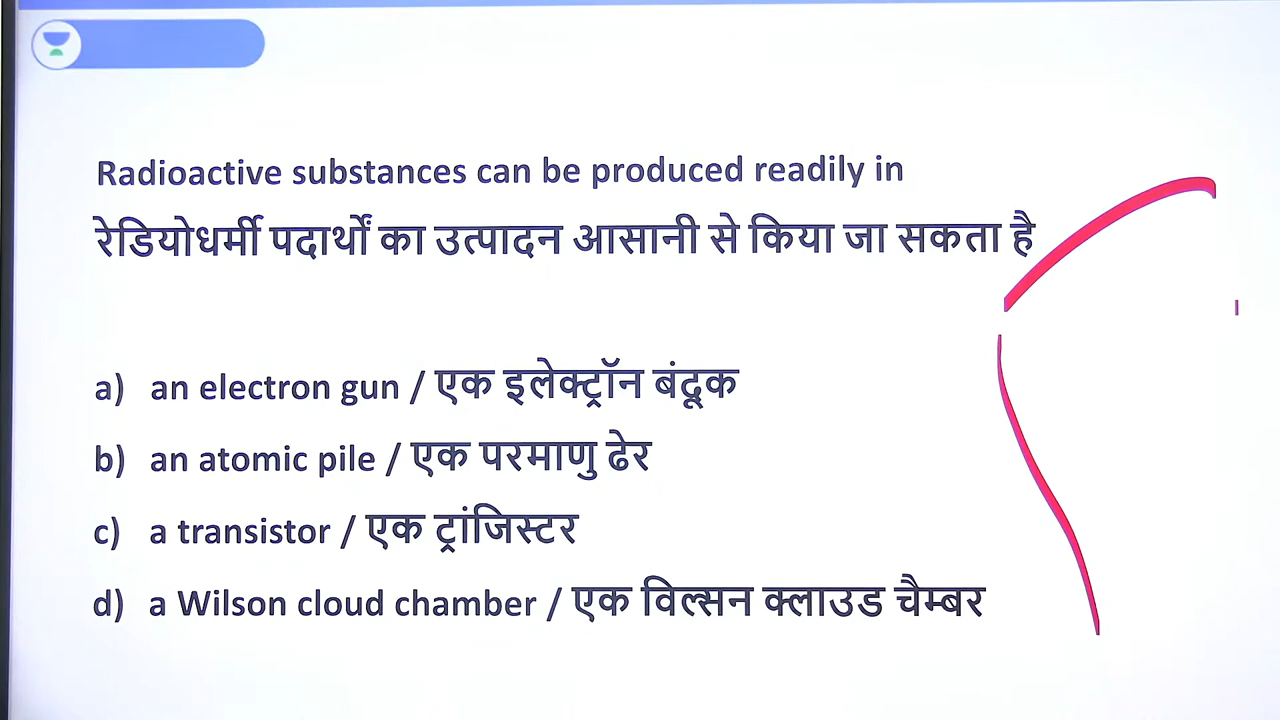 Radioactive substances can be produced readily in
रेडियोधर्मी पदार्थों का उत्पादन आसानी से किया जा सकता है
a) an electron gun / एक इलेक्ट्रॉन बंदूक
b) an atomic pile / एक परमाणु ढेर
c) a transistor / एक ट्रांजिस्टर
d) a Wilson cloud chamber / एक विल्सन क्लाउड चैम्बर